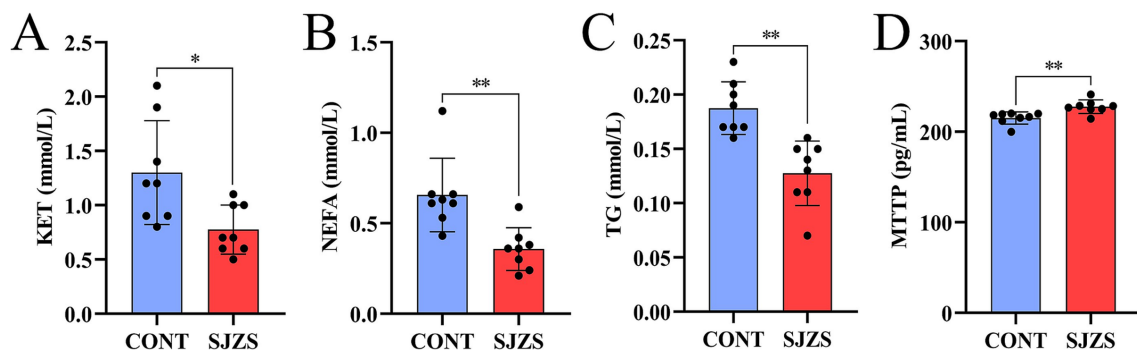 A
KET (mmol/L)
2.5
2.0
1.5
1.0
0.5
0.0
*
CONT SJZS
B
NEFA (mmol/L)
1.5
1.0
0.5
0.0
**
CONT SJZS
C
TG (mmol/L)
0.25
0.20
0.15
0.10
0.05
0.00
**
CONT SJZS
D
MTTP (pg/mL)
300
200
100
0
**
CONT SJZS